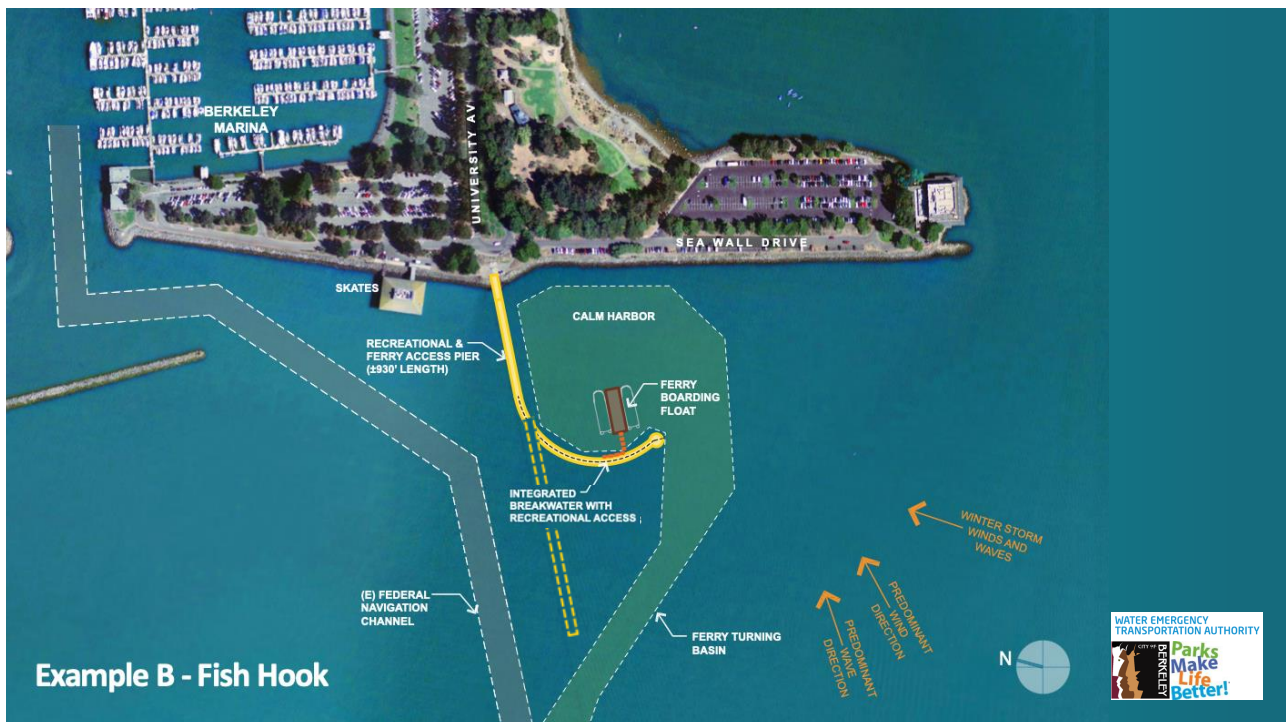 BERKELEY
MARINA
UNIVERSITY AV
SEA WALL DRIVE
SKATES
CALM HARBOR
RECREATIONAL &
FERRY ACCESS PIER
(±930' LENGTH)
FERRY
BOARDING
FLOAT
INTEGRATED
BREAKWATER WITH
RECREATIONAL ACCESS
WINTER STORM
WINDS AND
WAVES
PREDOMINANT
WIND
DIRECTION
PREDOMINANT
WAVE
DIRECTION
(E) FEDERAL
NAVIGATION
CHANNEL
FERRY TURNING
BASIN
N
Example B - Fish Hook
WATER EMERGENCY
TRANSPORTATION AUTHORITY
CITY OF
BERKELEY
Parks
Make
Life
Better!